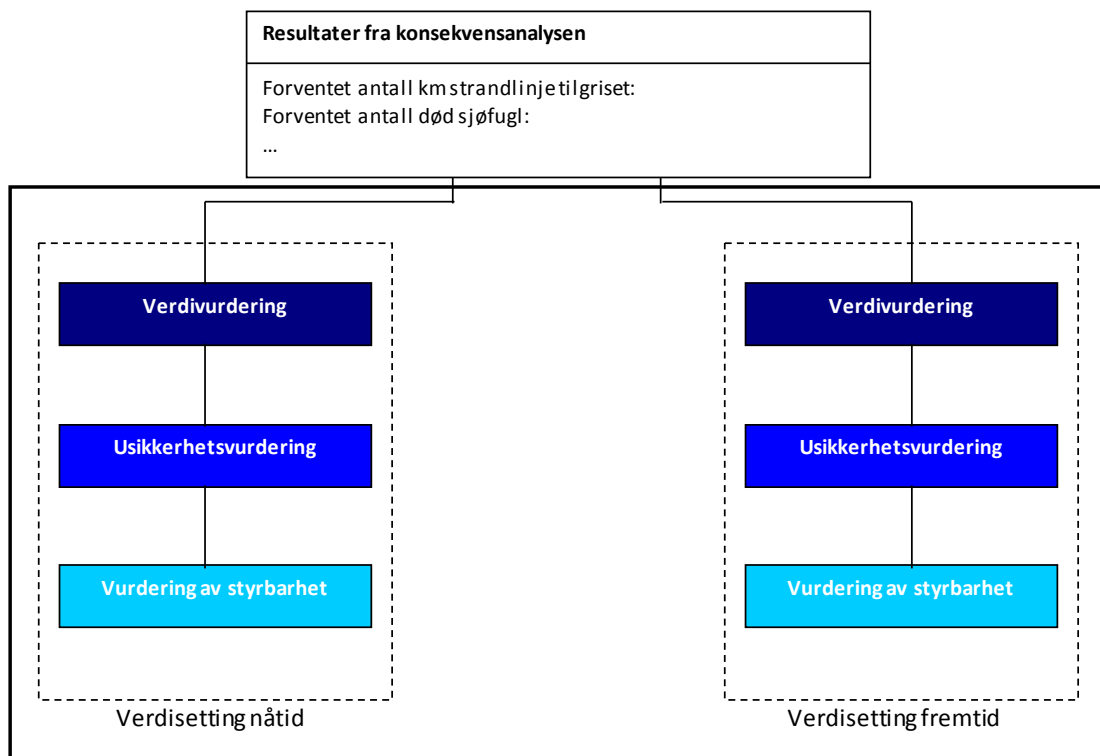 Resultater fra konsekvensanalysen
Forventet antall km strandlinje tilgriset:
Forventet antall død sjøfugl:
...
Verdivurdering
Usikkerhetsvurdering
Vurdering av styrbarhet
Verdisetting nåtid
Verdivurdering
Usikkerhetsvurdering
Vurdering av styrbarhet
Verdisetting fremtid